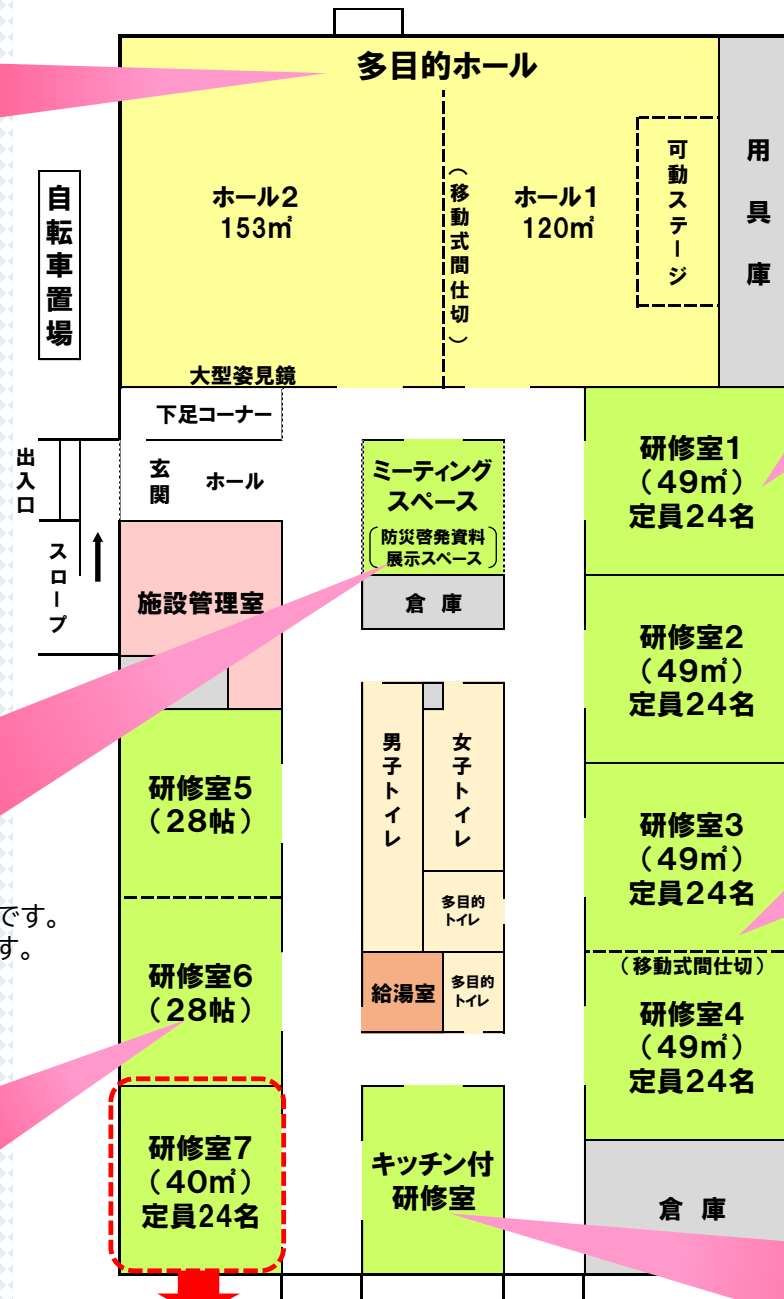 多目的ホール
ホール2
153㎡
（移動式間仕切）
ホール1
120㎡
可動ステージ
用具庫
自転車置場
大型姿見鏡
下足コーナー
出入口
玄関
ホール
スロープ
ミーティング
スペース
防災啓発資料
展示スペース
倉庫
施設管理室
研修室1
（49㎡）
定員24名
研修室2
（49㎡）
定員24名
研修室3
（49㎡）
定員24名
（移動式間仕切）
研修室4
（49㎡）
定員24名
倉庫
男子トイレ
女子トイレ
多目的
トイレ
給湯室
多目的
トイレ
研修室5
（28帖）
です。
す。
研修室6
（28帖）
研修室7
（40㎡）
定員24名
キッチン付
研修室